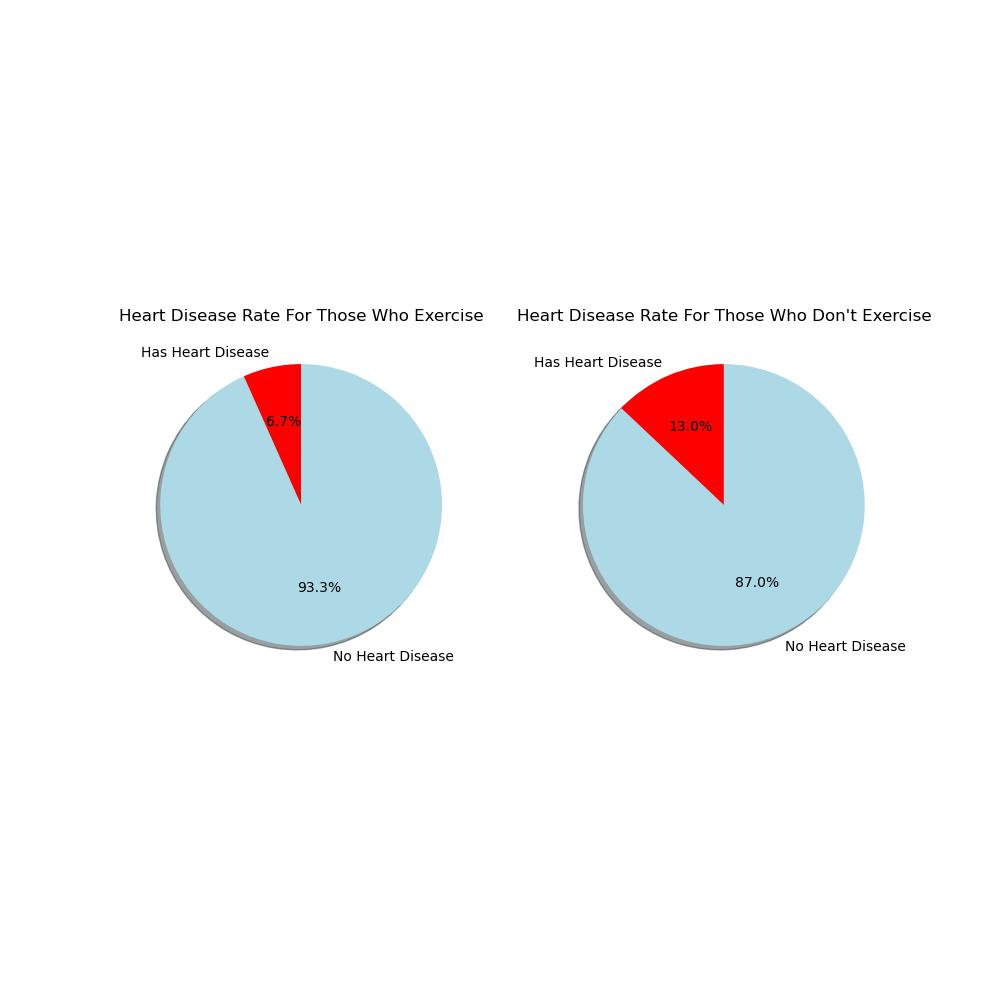 Heart Disease Rate For Those Who Exercise
Has Heart Disease
6.7%
93.3%
No Heart Disease
Heart Disease Rate For Those Who Don't Exercise
Has Heart Disease
13.0%
87.0%
No Heart Disease